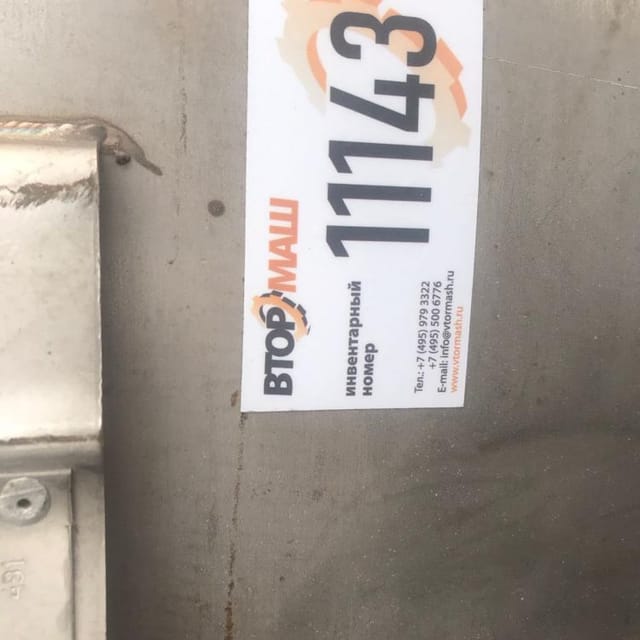 ВТОРМАШ
инвентарный
номер
11143
Тел.:+7 (495) 979 3322
+7 (495) 500 6776
E-mail: info@vtormash.ru
www.vtormash.ru